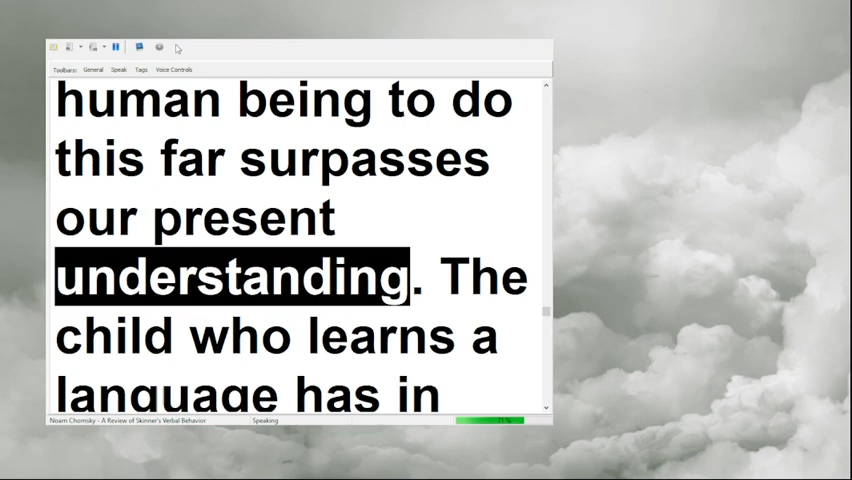 Toolbars: General Speak Tags Voice Controls
human being to do
this far surpasses
our present
understanding. The
child who learns a
language has in
Noam Chomsky - A Review of Skinner's Verbal Behavior Speaking 71 %